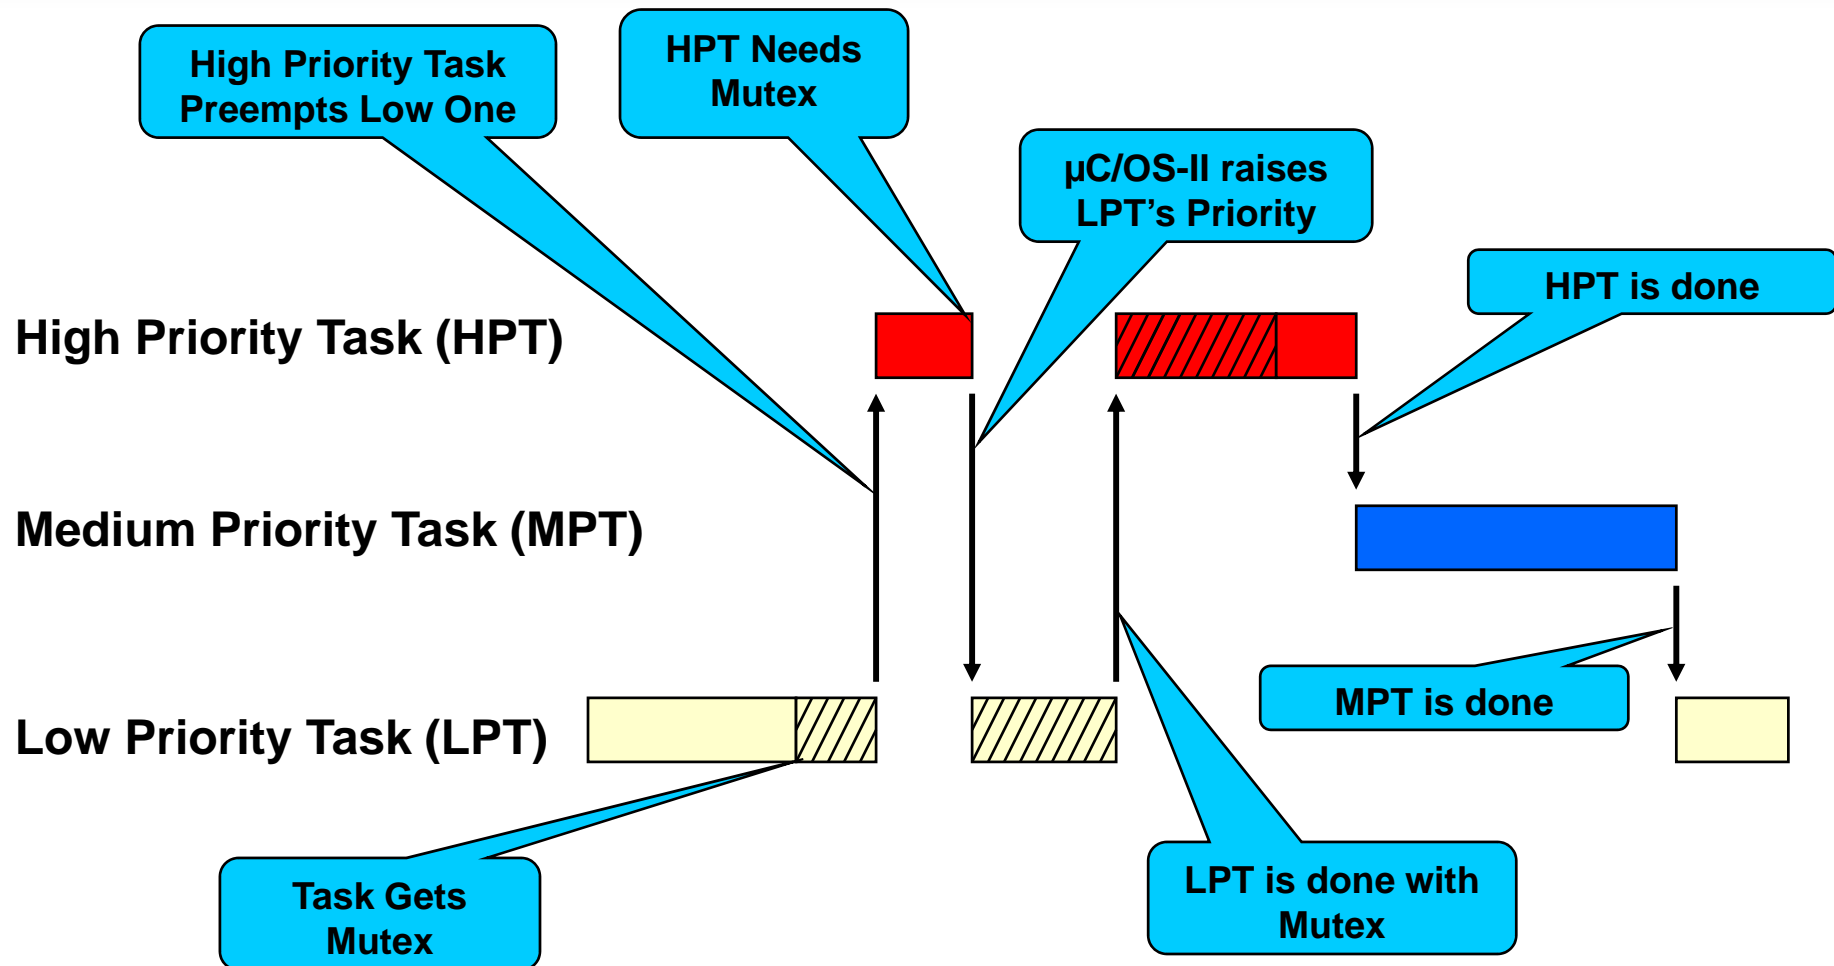 High Priority Task
Preempts Low One
HPT Needs
Mutex
µC/OS-II raises
LPT’s Priority
HPT is done
High Priority Task (HPT)
Medium Priority Task (MPT)
MPT is done
Low Priority Task (LPT)
Task Gets
Mutex
LPT is done with
Mutex